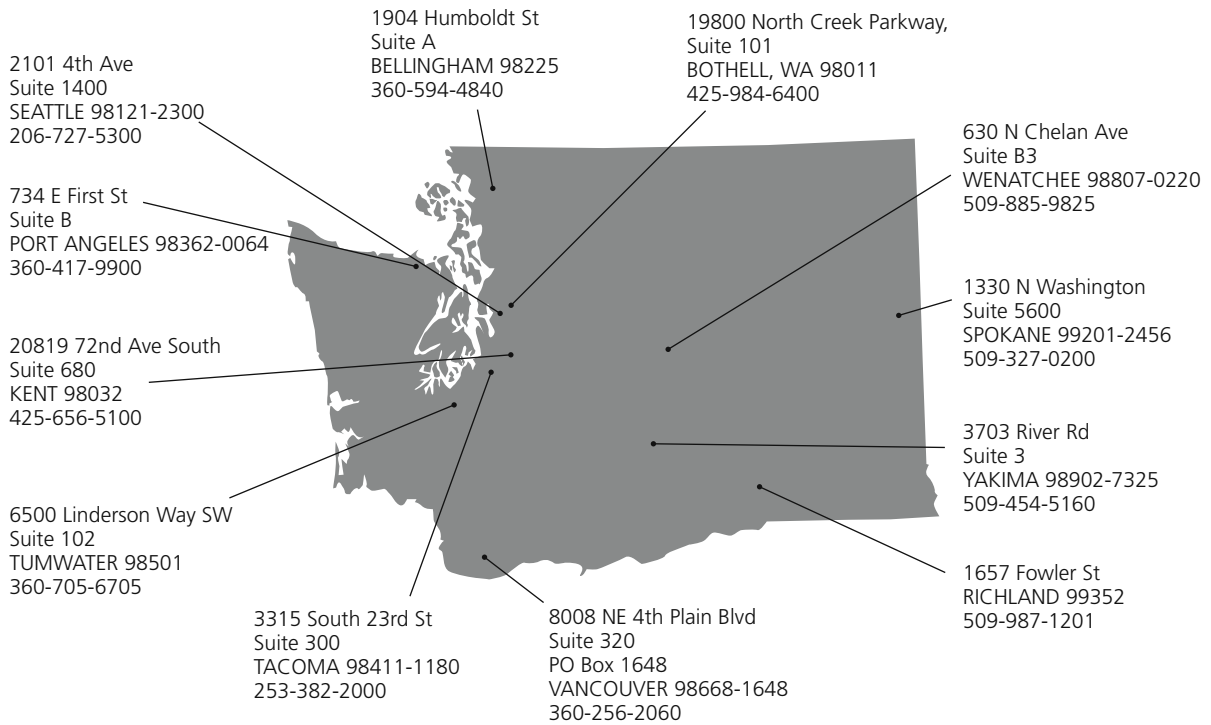 1904 Humboldt St
Suite A
BELLINGHAM 98225
360-594-4840
19800 North Creek Parkway,
Suite 101
BOTHELL, WA 98011
425-984-6400
2101 4th Ave
Suite 1400
SEATTLE 98121-2300
206-727-5300
630 N Chelan Ave
Suite B3
WENATCHEE 98807-0220
509-885-9825
734 E First St
Suite B
PORT ANGELES 98362-0064
360-417-9900
1330 N Washington
Suite 5600
SPOKANE 99201-2456
509-327-0200
20819 72nd Ave South
Suite 680
KENT 98032
425-656-5100
3703 River Rd
Suite 3
YAKIMA 98902-7325
509-454-5160
6500 Linderson Way SW
Suite 102
TUMWATER 98501
360-705-6705
1657 Fowler St
RICHLAND 99352
509-987-1201
3315 South 23rd St
Suite 300
TACOMA 98411-1180
253-382-2000
8008 NE 4th Plain Blvd
Suite 320
PO Box 1648
VANCOUVER 98668-1648
360-256-2060